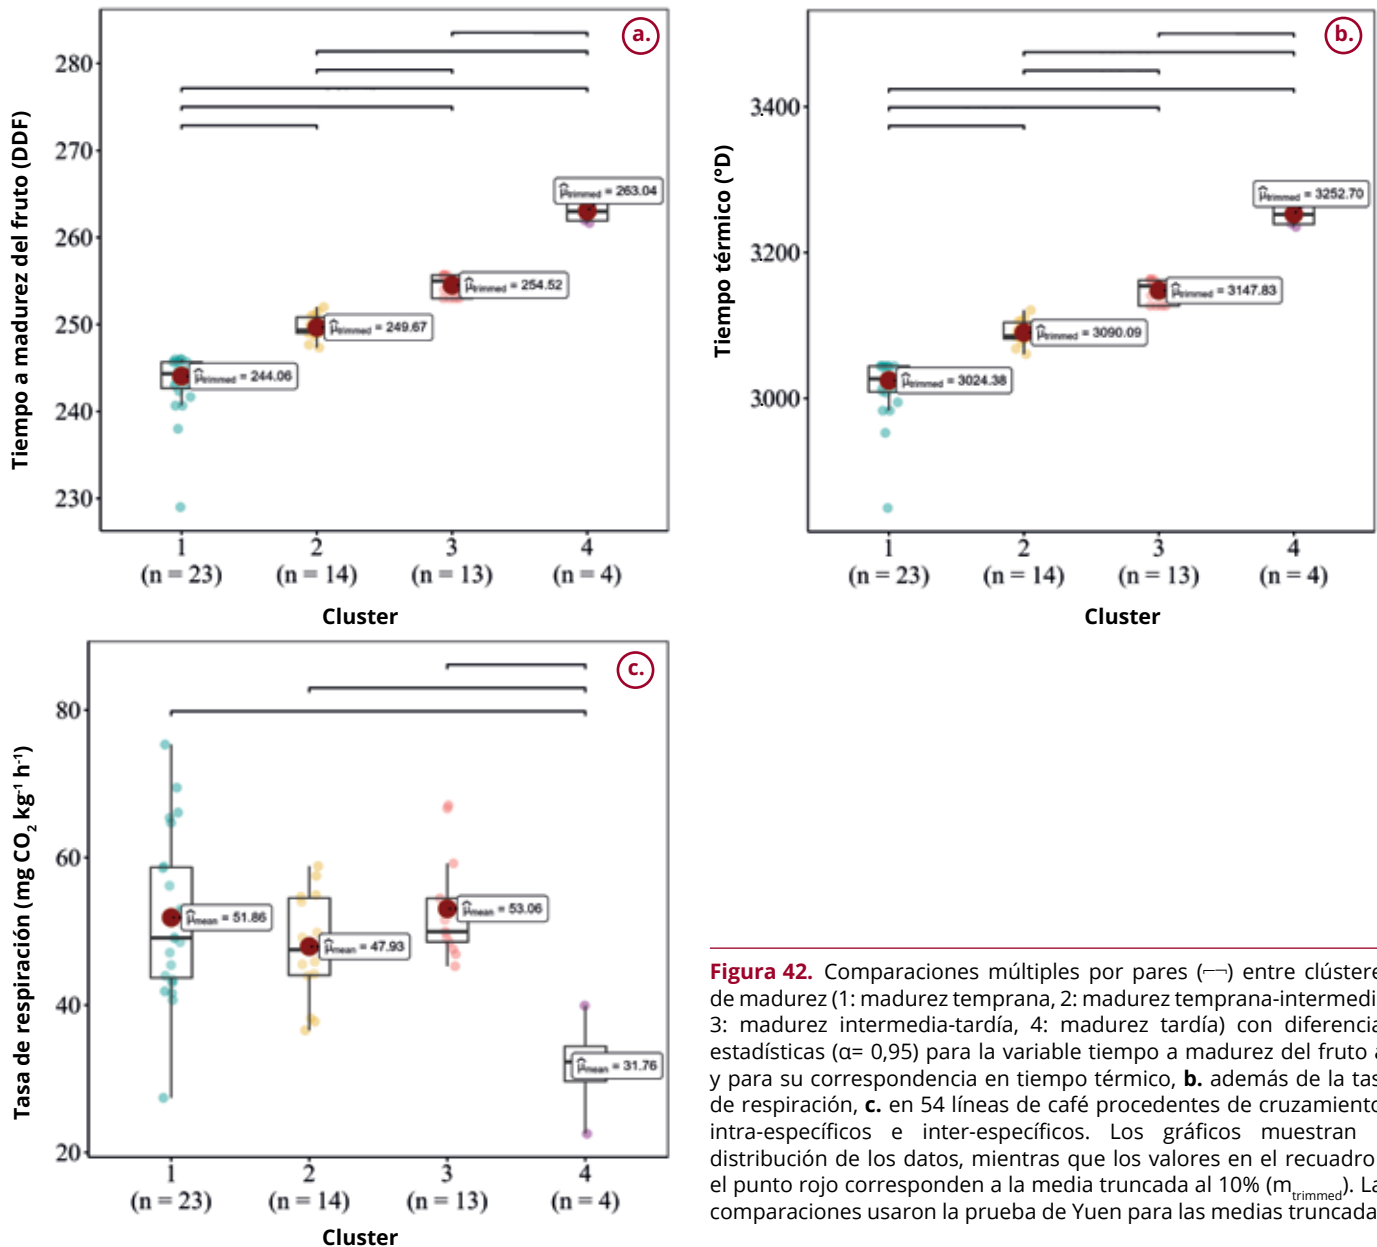 a.
Tiempo a madurez del fruto (DDF)
280
270
260
250
240
230
μ̂trimmed = 263.04
μ̂trimmed = 254.52
μ̂trimmed = 249.67
μ̂trimmed = 244.06
1 2 3 4
(n = 23) (n = 14) (n = 13) (n = 4)
Cluster
b.
Tiempo térmico (°D)
3400
3200
3000
μ̂trimmed = 3252.70
μ̂trimmed = 3147.83
μ̂trimmed = 3090.09
μ̂trimmed = 3024.38
1 2 3 4
(n = 23) (n = 14) (n = 13) (n = 4)
Cluster
c.
Tasa de respiración (mg CO₂ kg⁻¹ h⁻¹)
80
60
40
20
μ̂mean = 51.86
μ̂mean = 47.93
μ̂mean = 53.06
μ̂mean = 31.76
1 2 3 4
(n = 23) (n = 14) (n = 13) (n = 4)
Cluster
Figura 42. Comparaciones múltiples por pares (⌐¬) entre clústere
de madurez (1: madurez temprana, 2: madurez temprana-intermedi
3: madurez intermedia-tardía, 4: madurez tardía) con diferencia
estadísticas (α= 0,95) para la variable tiempo a madurez del fruto a
y para su correspondencia en tiempo térmico, b. además de la tas
de respiración, c. en 54 líneas de café procedentes de cruzamiento
intra-específicos e inter-específicos. Los gráficos muestran
distribución de los datos, mientras que los valores en el recuadro
el punto rojo corresponden a la media truncada al 10% (mtrimmed). La
comparaciones usaron la prueba de Yuen para las medias truncada